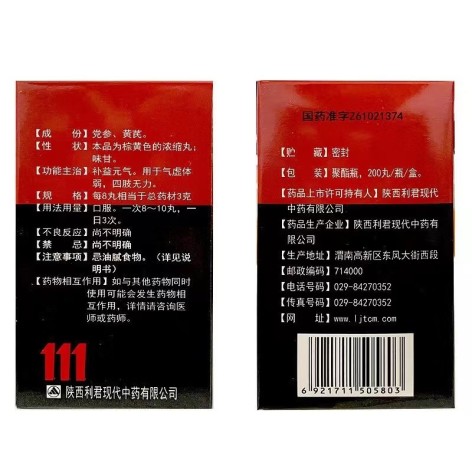 【成　份】党参、黄芪。
【性　状】本品为棕黄色的浓缩丸；
味甘。
【功能主治】补益元气。用于气虚体
弱，四肢无力。
【规　格】每8丸相当于总药材3克
【用法用量】口服。一次8~10丸，一
日3次。
【不良反应】尚不明确
【禁　忌】尚不明确
【注意事项】忌油腻食物。（详见说
明书）
【药物相互作用】如与其他药物同时
使用可能会发生药物相
互作用，详情请咨询医
师或药师。
111
陕西利君现代中药有限公司
国药准字Z61021374
【贮　藏】密封
【包　装】聚酯瓶，200丸/瓶/盒。
【药品上市许可持有人】陕西利君现代
中药有限公司
【药品生产企业】陕西利君现代中药有
限公司
【生产地址】渭南高新区东风大街西段
【邮政编码】714000
【电话号码】029-84270352
【传真号码】029-84270352
【网　址】www.ljtcm.com
6 921711 505803